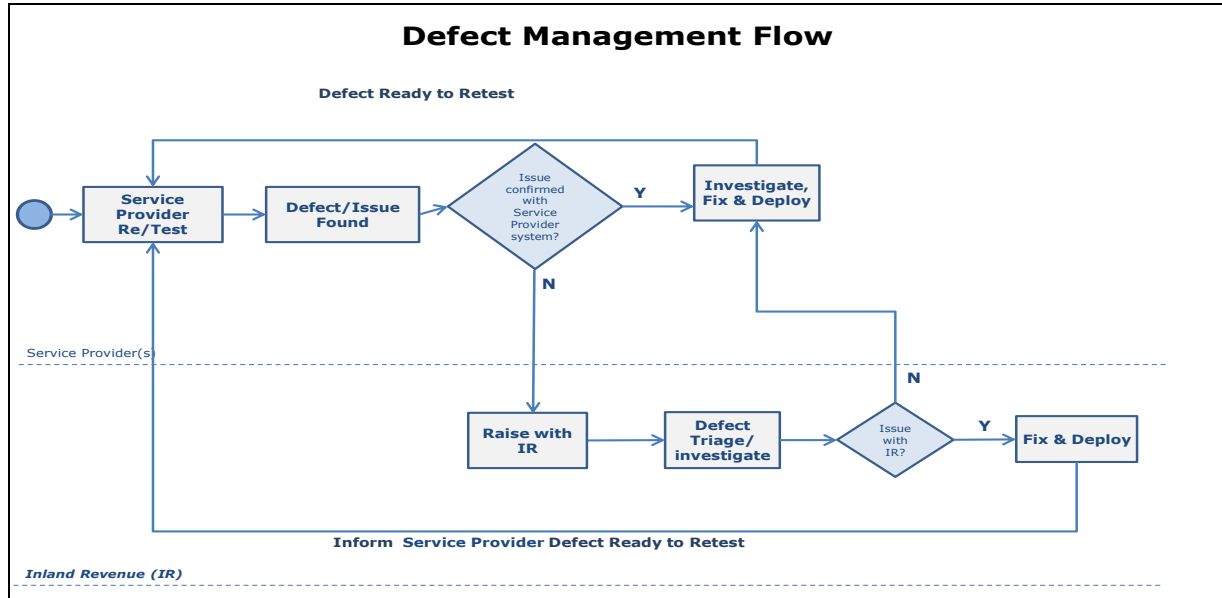 Defect Management Flow
Defect Ready to Retest
Service
Provider
Re/Test
Defect/Issue
Found
Issue
confirmed
with
Service
Provider
system?
Y
Investigate,
Fix & Deploy
N
Service Provider(s)
N
Raise with
IR
Defect
Triage/
investigate
Issue
with
IR?
Y
Fix & Deploy
Inform Service Provider Defect Ready to Retest
Inland Revenue (IR)